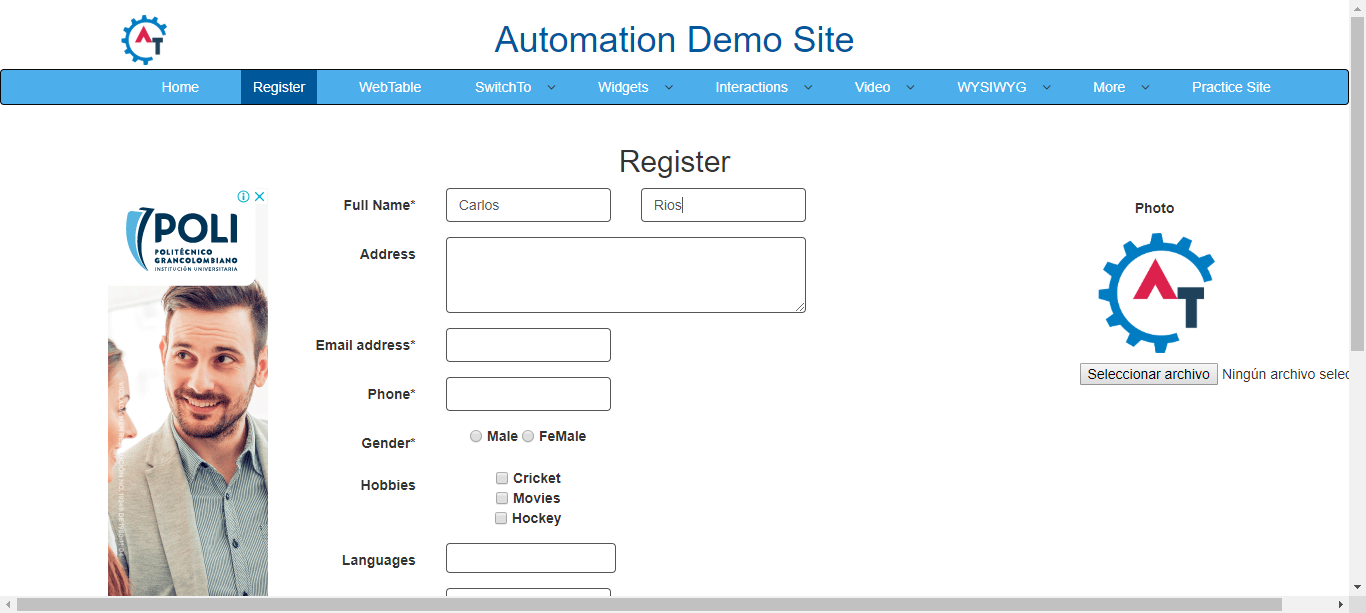 AT
Automation Demo Site
Home Register WebTable SwitchTo Widgets Interactions Video WYSIWYG More Practice Site
Register
POLI
POLITÉCNICO
GRANCOLOMBIANO
INSTITUCIÓN UNIVERSITARIA
Full Name* Carlos Rios
Address
Email address*
Phone*
Gender* Male FeMale
Hobbies Cricket
Movies
Hockey
Languages
Photo
AT
Seleccionar archivo Ningún archivo selec